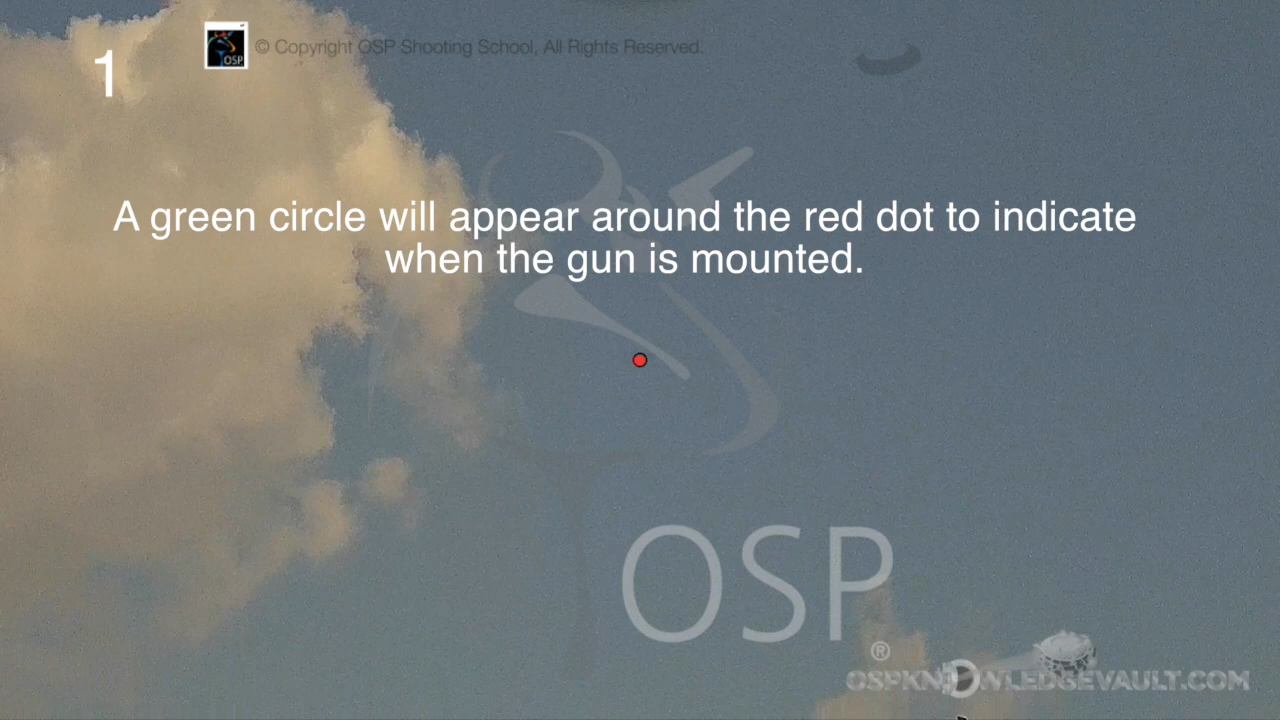 1
OSP
© Copyright OSP Shooting School, All Rights Reserved.
A green circle will appear around the red dot to indicate
when the gun is mounted.
OSP
®
OSPKNOWLEDGEVAULT.COM